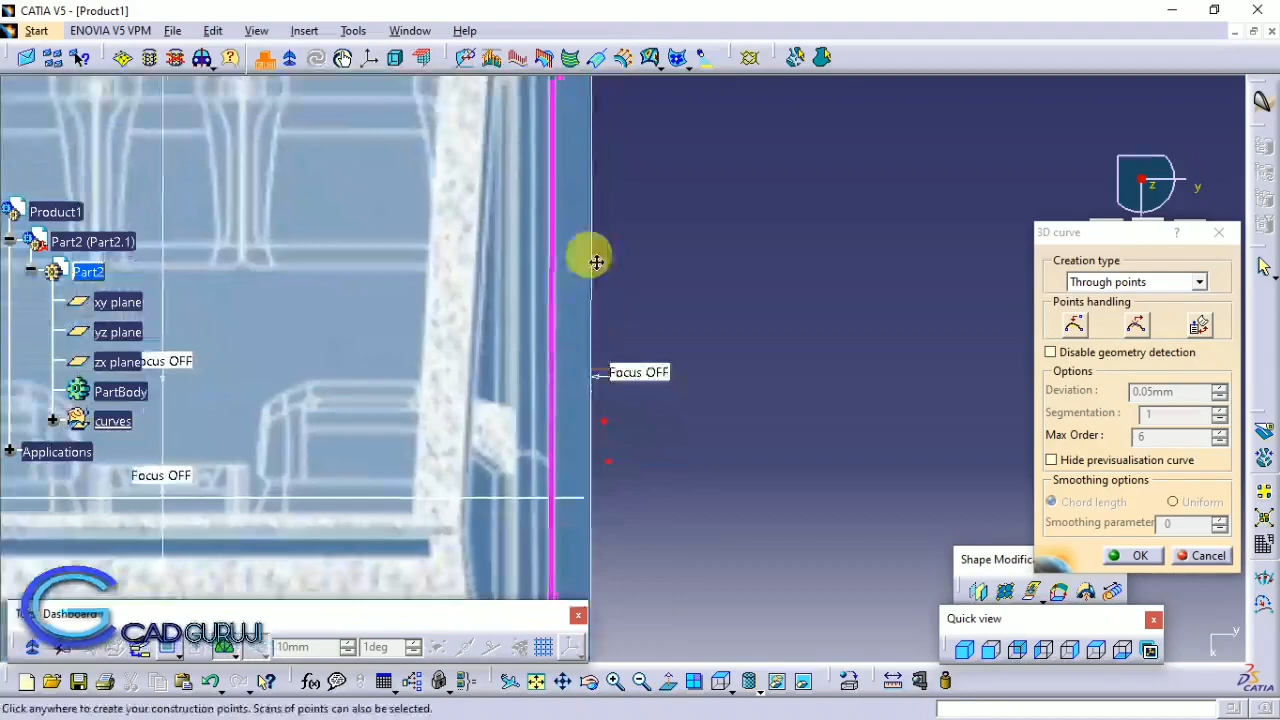 CATIA V5 - [Product1]
Start ENOVIA V5 VPM File Edit View Insert Tools Window Help
z y
3D curve ?
Creation type
Through points
Points handling
Disable geometry detection
Options
Deviation : 0.05mm
Segmentation : 1
Max Order : 6
Hide previsualisation curve
Smoothing options
Chord length Uniform
Smoothing parameter 0
OK Cancel
Product1
Part2 (Part2.1)
Part2
xy plane
yz plane
zx plane
Focus OFF
PartBody
curves
Applications
Focus OFF
Focus OFF
Shape Modific
Quick view
Dashboard
CAD GURUJI
10mm 1deg
f(x)
y
x
CATIA
Click anywhere to create your construction points. Scans of points can also be selected.